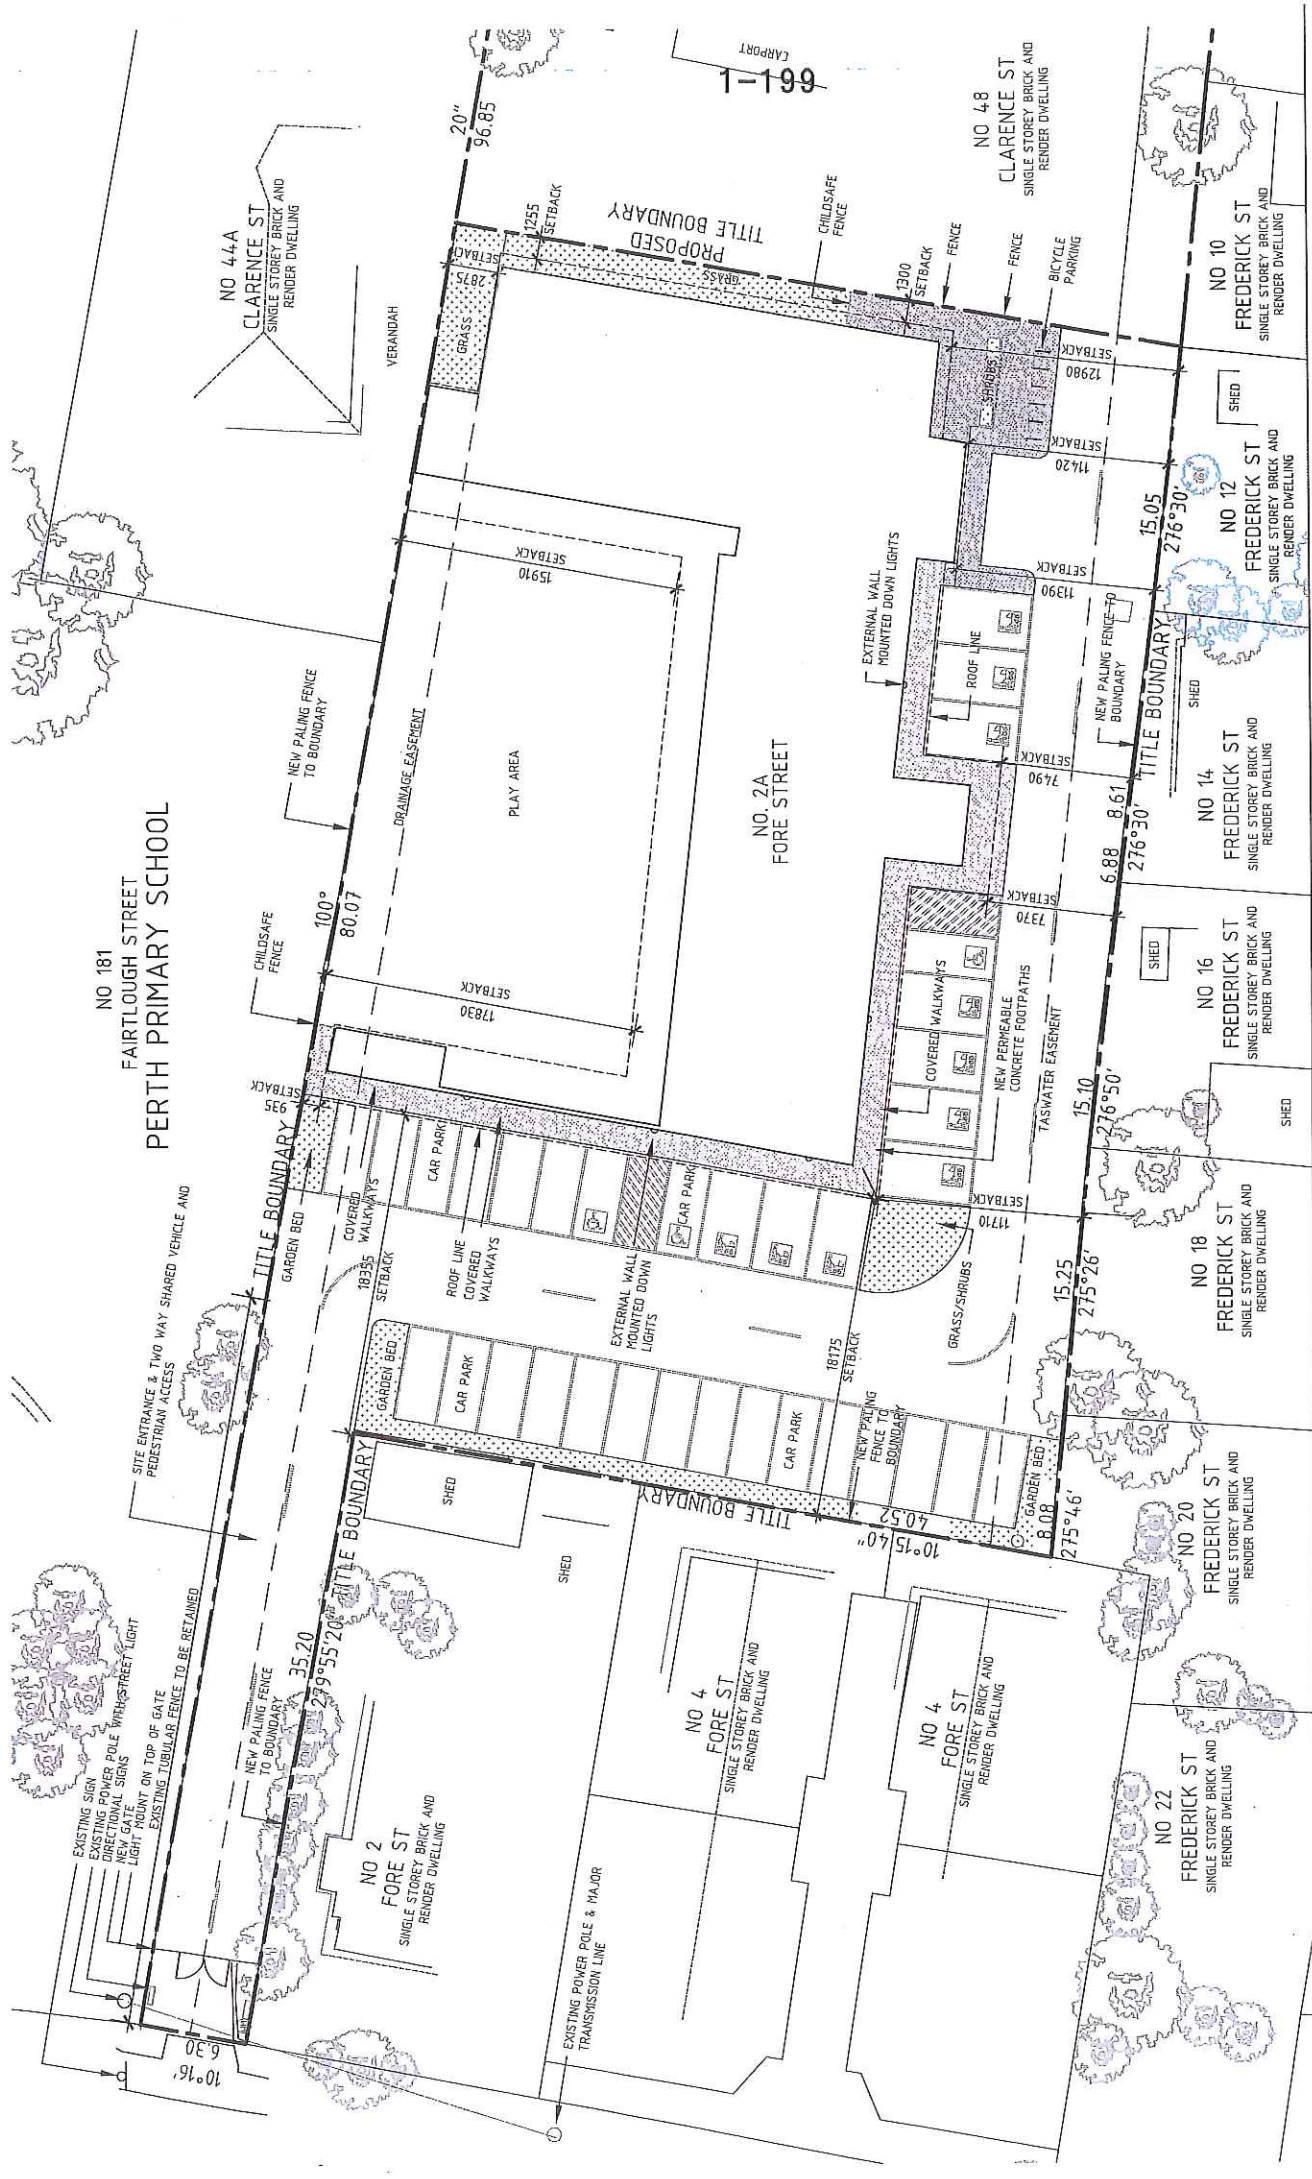 1-199
CARPORT
20"
96.85
NO 44A
CLARENCE ST
SINGLE STOREY BRICK AND
RENDER DWELLING
VERANDAH
NO 48
CLARENCE ST
SINGLE STOREY BRICK AND
RENDER DWELLING
1255
SETBACK
PROPOSED
TITLE BOUNDARY
CHILDSAFE
FENCE
1300
SETBACK
FENCE
FENCE
BICYCLE
PARKING
SETBACK
2875
GRASS
GRASS
SHRUBS
SETBACK
12980
SETBACK
11420
SETBACK
11390
SETBACK
15910
NO 181
FAIRTLOUGH STREET
PERTH PRIMARY SCHOOL
NEW PALING FENCE
TO BOUNDARY
DRAINAGE EASEMENT
PLAY AREA
NO. 2A
FORE STREET
EXTERNAL WALL
MOUNTED DOWN LIGHTS
ROOF LINE
NEW PALING FENCE TO
BOUNDARY
TITLE BOUNDARY
15.05
276°30'
SETBACK
7490
8.61
6.88
276°30'
SETBACK
7370
100°
80.07
CHILDSAFE
FENCE
SETBACK
17830
COVERED WALKWAYS
NEW PERMEABLE
CONCRETE FOOTPATHS
TASWATER EASEMENT
15.10
276°50'
SETBACK
935
TITLE BOUNDARY
GARDEN BED
COVERED
WALKWAYS
CAR PARK
18355
SETBACK
ROOF LINE
COVERED
WALKWAYS
EXTERNAL WALL
MOUNTED DOWN
LIGHTS
CAR PARK
SETBACK
11710
GRASS/SHRUBS
18175
SETBACK
15.25
275°26'
SITE ENTRANCE & TWO WAY SHARED VEHICLE AND
PEDESTRIAN ACCESS
GARDEN BED
CAR PARK
CAR PARK
NEW PALING
FENCE TO
BOUNDARY
GARDEN BED
TITLE BOUNDARY
40.52
10°15'40"
8.08
275°46'
TITLE BOUNDARY
SHED
SHED
35.20
279°55'20"
NEW PALING FENCE
TO BOUNDARY
EXISTING SIGN
EXISTING POWER POLE WITH STREET LIGHT
DIRECTIONAL SIGNS
NEW GATE
LIGHT MOUNT ON TOP OF GATE
EXISTING TUBULAR FENCE TO BE RETAINED
6.30
10°16'
NO 2
FORE ST
SINGLE STOREY BRICK AND
RENDER DWELLING
NO 4
FORE ST
SINGLE STOREY BRICK AND
RENDER DWELLING
NO 4
FORE ST
SINGLE STOREY BRICK AND
RENDER DWELLING
EXISTING POWER POLE & MAJOR
TRANSMISSION LINE
NO 10
FREDERICK ST
SINGLE STOREY BRICK AND
RENDER DWELLING
SHED
NO 12
FREDERICK ST
SINGLE STOREY BRICK AND
RENDER DWELLING
SHED
NO 14
FREDERICK ST
SINGLE STOREY BRICK AND
RENDER DWELLING
SHED
NO 16
FREDERICK ST
SINGLE STOREY BRICK AND
RENDER DWELLING
SHED
NO 18
FREDERICK ST
SINGLE STOREY BRICK AND
RENDER DWELLING
NO 20
FREDERICK ST
SINGLE STOREY BRICK AND
RENDER DWELLING
NO 22
FREDERICK ST
SINGLE STOREY BRICK AND
RENDER DWELLING